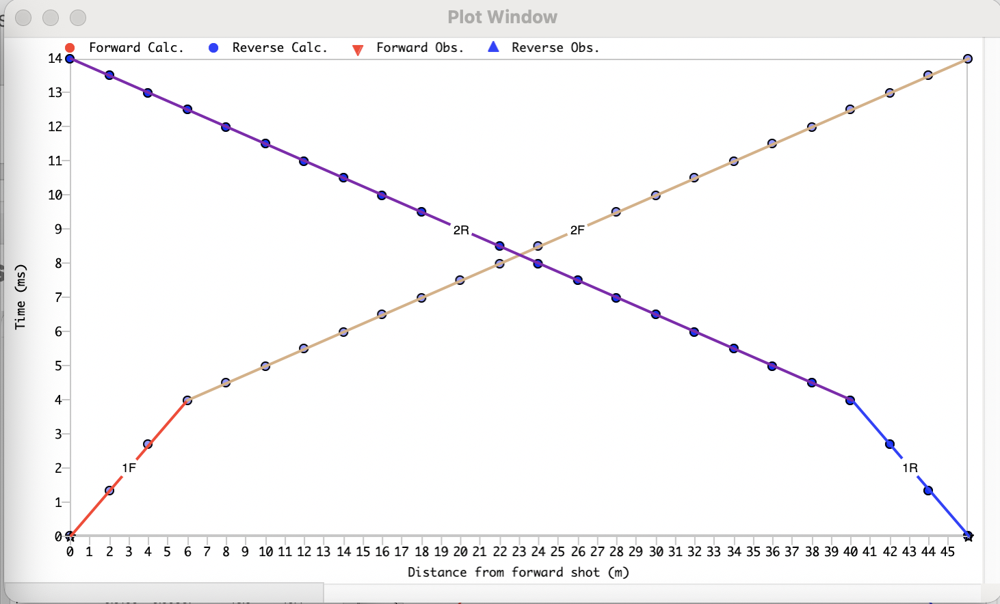 Plot Window
Forward Calc. Reverse Calc. Forward Obs. Reverse Obs.
14
13
12
11
10
9
8
7
6
5
4
3
2
1
0
Time (ms)
2R 2F
1F 1R
0 1 2 3 4 5 6 7 8 9 10 11 12 13 14 15 16 17 18 19 20 21 22 23 24 25 26 27 28 29 30 31 32 33 34 35 36 37 38 39 40 41 42 43 44 45
Distance from forward shot (m)